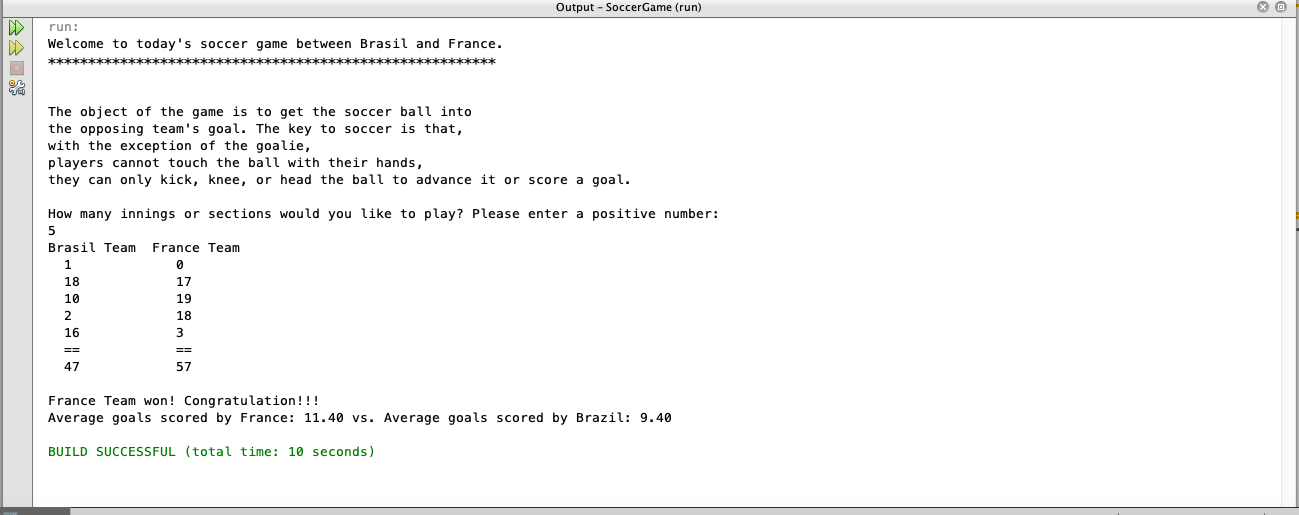 Output – SoccerGame (run)
run:
Welcome to today's soccer game between Brasil and France.
********************************************************
The object of the game is to get the soccer ball into
the opposing team's goal. The key to soccer is that,
with the exception of the goalie,
players cannot touch the ball with their hands,
they can only kick, knee, or head the ball to advance it or score a goal.
How many innings or sections would you like to play? Please enter a positive number:
5
Brasil Team  France Team
1             0
18            17
10            19
2             18
16            3
==            ==
47            57
France Team won! Congratulation!!!
Average goals scored by France: 11.40 vs. Average goals scored by Brazil: 9.40
BUILD SUCCESSFUL (total time: 10 seconds)